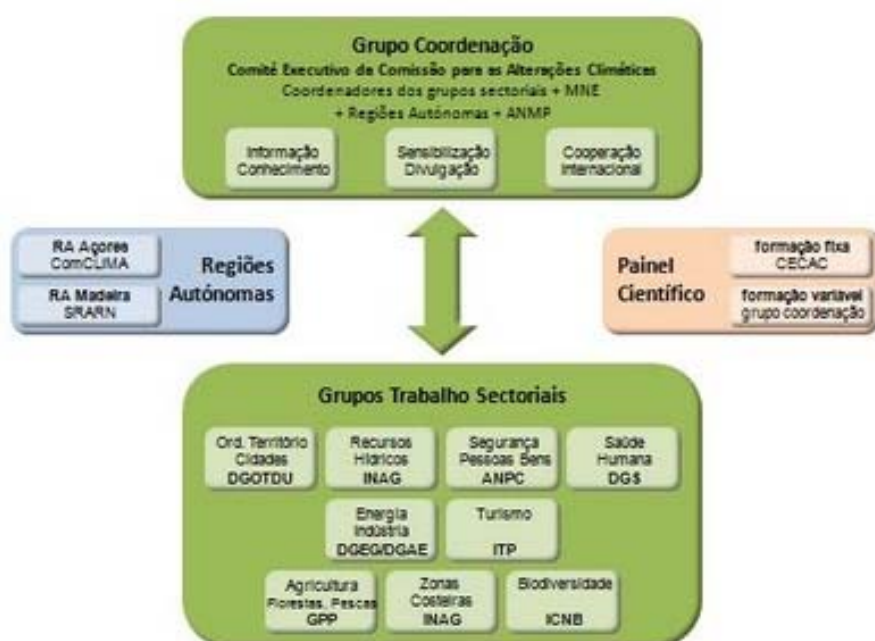 Grupo Coordenação
Comité Executivo da Comissão para as Alterações Climáticas
Coordenadores dos grupos sectoriais + MNE
+ Regiões Autónomas + ANMP
Informação
Conhecimento
Sensibilização
Divulgação
Cooperação
Internacional
RA Açores
ComCLIMA
RA Madeira
SRARN
Regiões
Autónomas
Painel
Científico
formação fixa
CECAC
formação variável
grupo coordenação
Grupos Trabalho Sectoriais
Ord. Território
Cidades
DGOTDU
Recursos
Hídricos
INAG
Segurança
Pessoas Bens
ANPC
Saúde
Humana
DGS
Energia
Indústria
DGEG/DGAE
Turismo
ITP
Agricultura
Florestas, Pescas
GPP
Zonas
Costeiras
INAG
Biodiversidade
ICNB